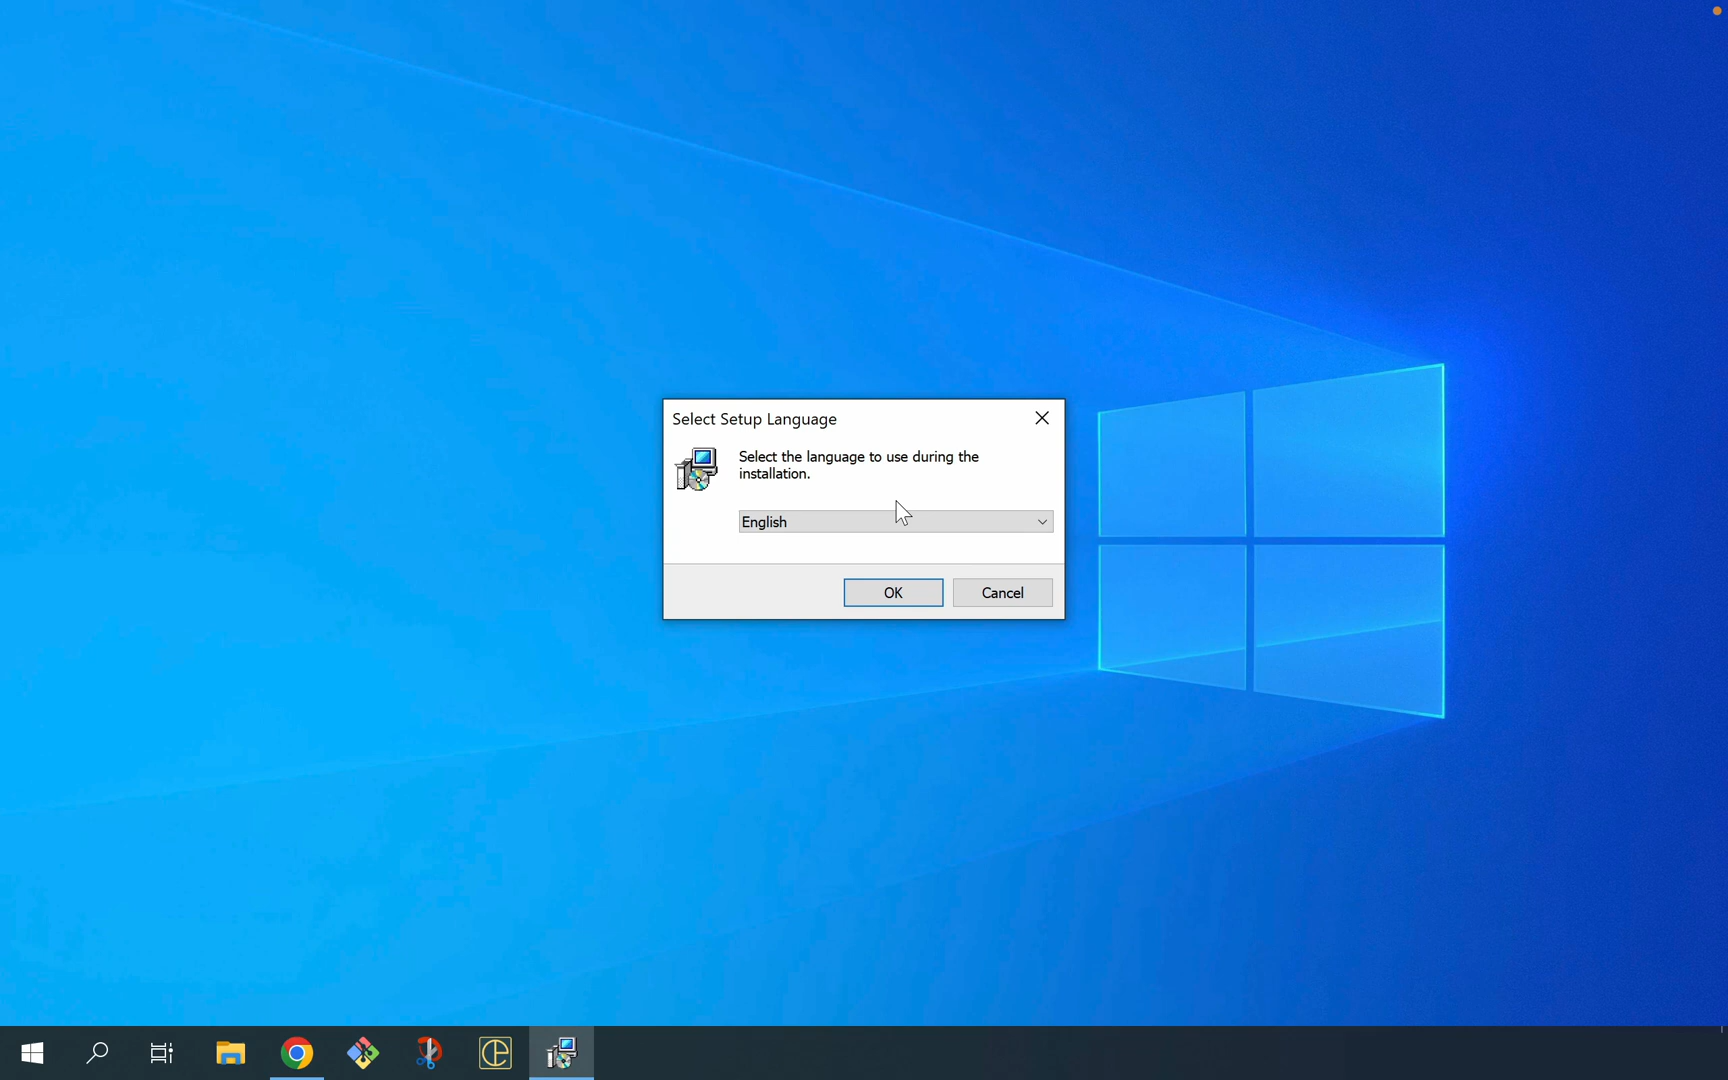 Select Setup Language
Select the language to use during the
installation.
English
OK
Cancel